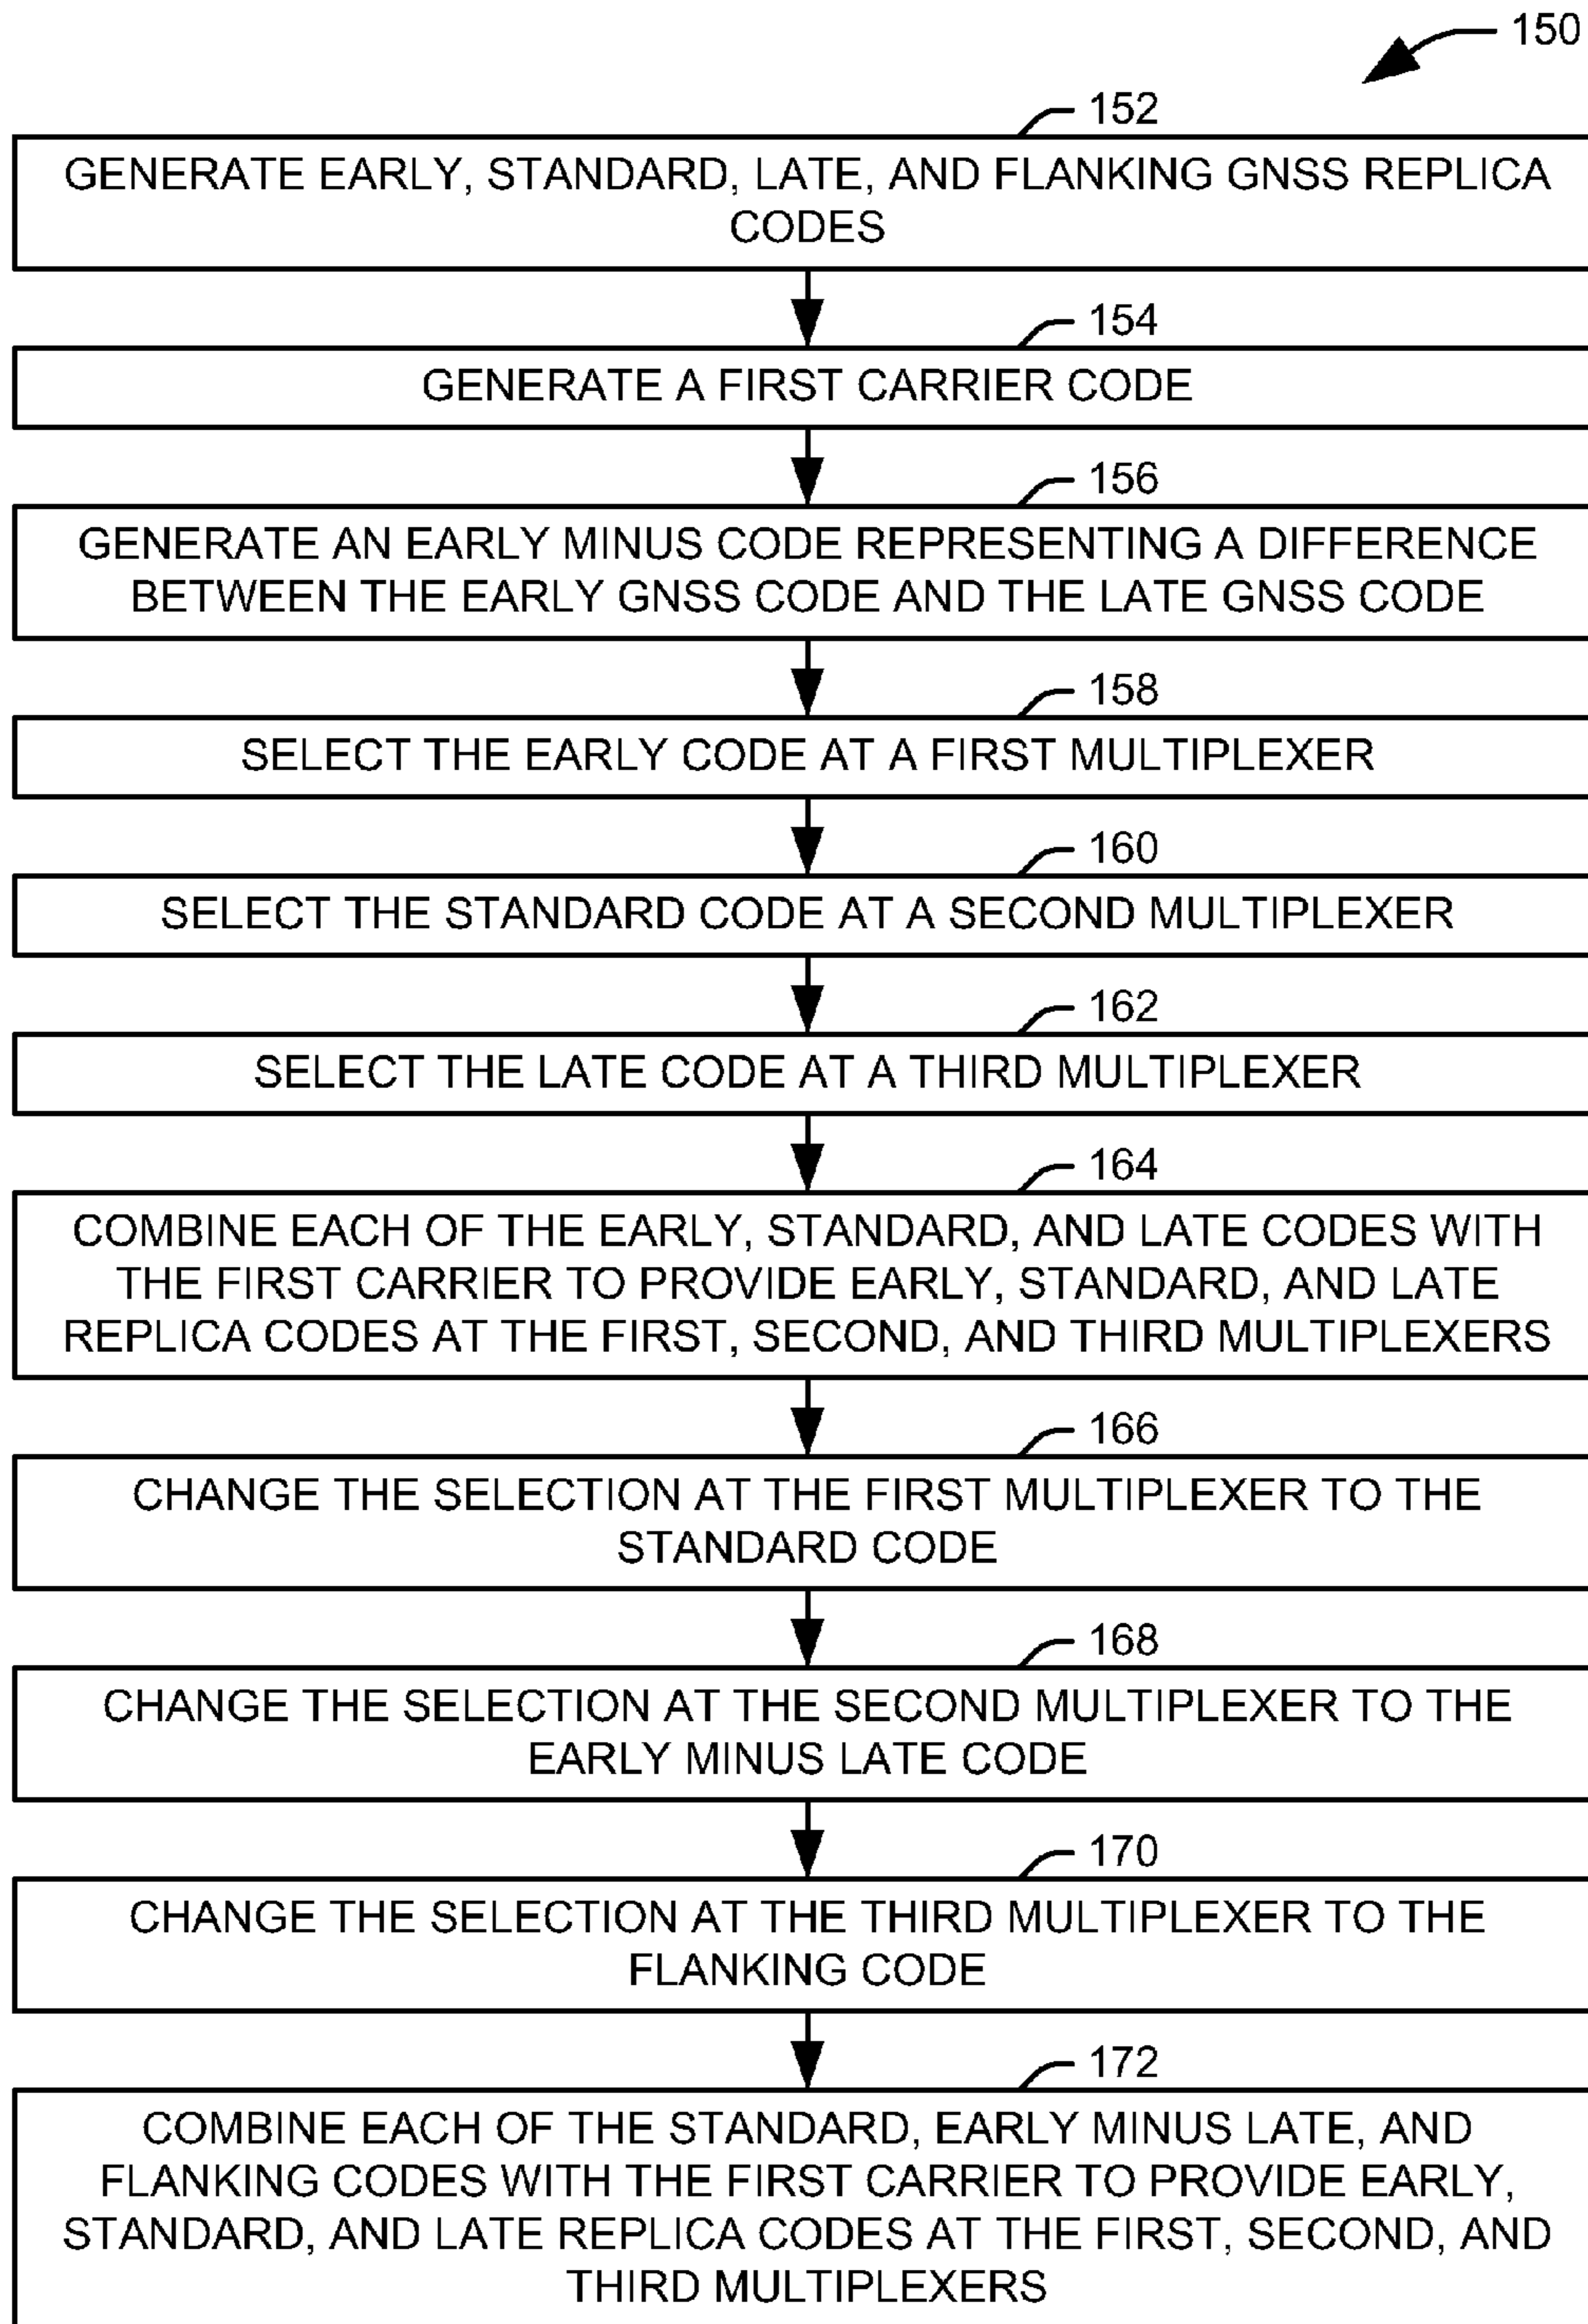 150
152
GENERATE EARLY, STANDARD, LATE, AND FLANKING GNSS REPLICA
CODES
154
GENERATE A FIRST CARRIER CODE
156
GENERATE AN EARLY MINUS CODE REPRESENTING A DIFFERENCE
BETWEEN THE EARLY GNSS CODE AND THE LATE GNSS CODE
158
SELECT THE EARLY CODE AT A FIRST MULTIPLEXER
160
SELECT THE STANDARD CODE AT A SECOND MULTIPLEXER
162
SELECT THE LATE CODE AT A THIRD MULTIPLEXER
164
COMBINE EACH OF THE EARLY, STANDARD, AND LATE CODES WITH
THE FIRST CARRIER TO PROVIDE EARLY, STANDARD, AND LATE
REPLICA CODES AT THE FIRST, SECOND, AND THIRD MULTIPLEXERS
166
CHANGE THE SELECTION AT THE FIRST MULTIPLEXER TO THE
STANDARD CODE
168
CHANGE THE SELECTION AT THE SECOND MULTIPLEXER TO THE
EARLY MINUS LATE CODE
170
CHANGE THE SELECTION AT THE THIRD MULTIPLEXER TO THE
FLANKING CODE
172
COMBINE EACH OF THE STANDARD, EARLY MINUS LATE, AND
FLANKING CODES WITH THE FIRST CARRIER TO PROVIDE EARLY,
STANDARD, AND LATE REPLICA CODES AT THE FIRST, SECOND, AND
THIRD MULTIPLEXERS